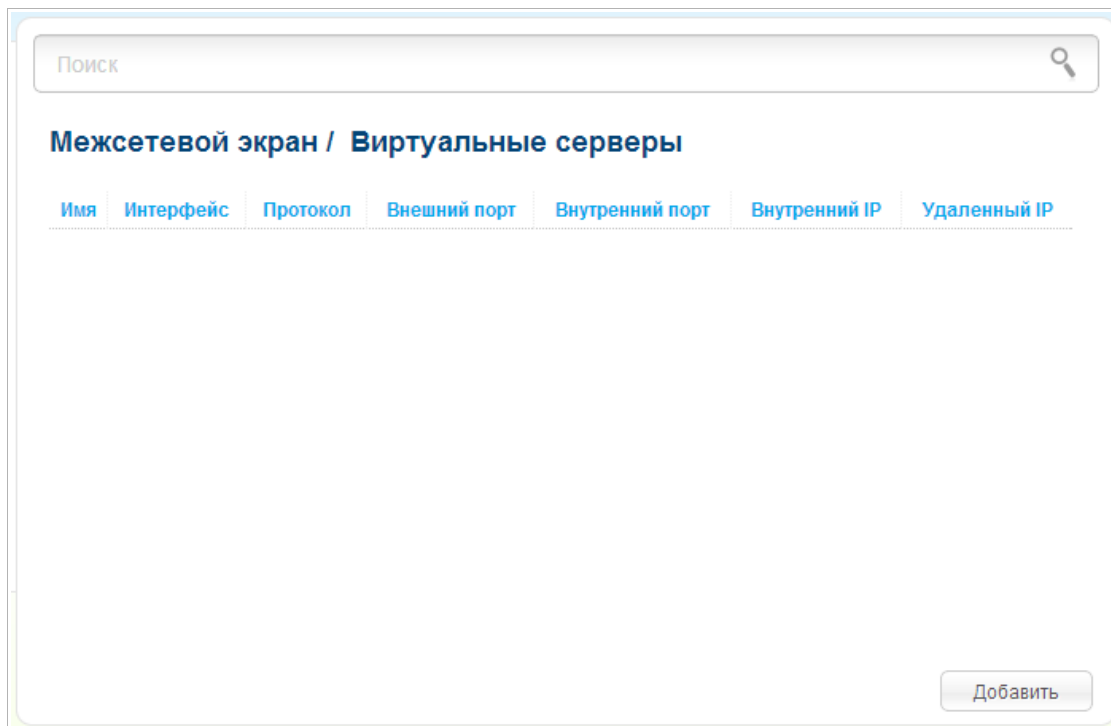 Поиск
Межсетевой экран / Виртуальные серверы
Имя Интерфейс Протокол Внешний порт Внутренний порт Внутренний IP Удаленный IP
Добавить